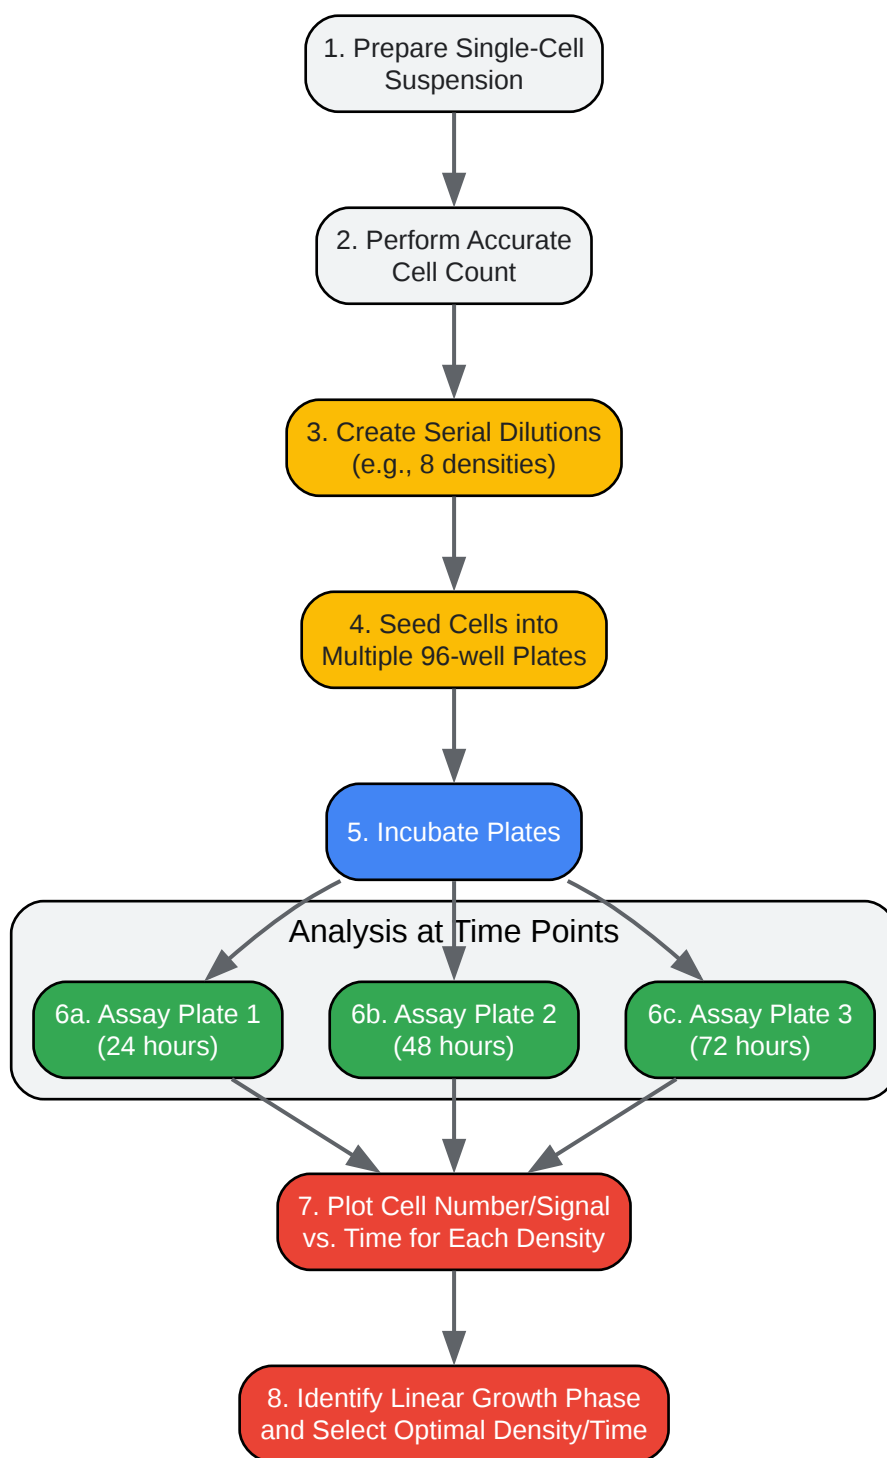 1. Prepare Single-Cell
Suspension
2. Perform Accurate
Cell Count
3. Create Serial Dilutions
(e.g., 8 densities)
4. Seed Cells into
Multiple 96-well Plates
5. Incubate Plates
Analysis at Time Points
6a. Assay Plate 1
(24 hours)
6b. Assay Plate 2
(48 hours)
6c. Assay Plate 3
(72 hours)
7. Plot Cell Number/Signal
vs. Time for Each Density
8. Identify Linear Growth Phase
and Select Optimal Density/Time